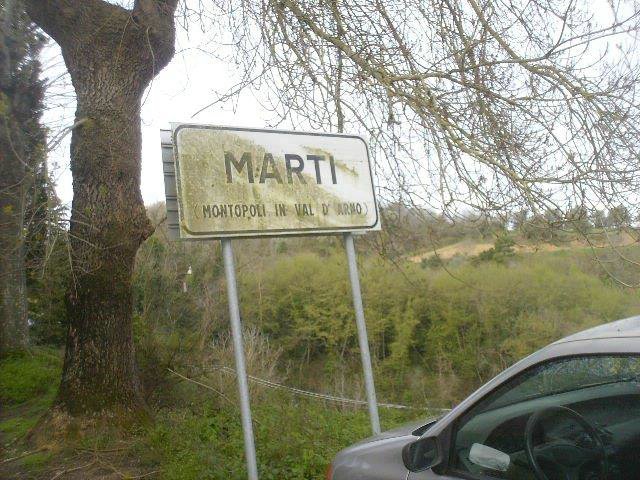 MARTI
(MONTOPOLI IN VAL D' ARNO)